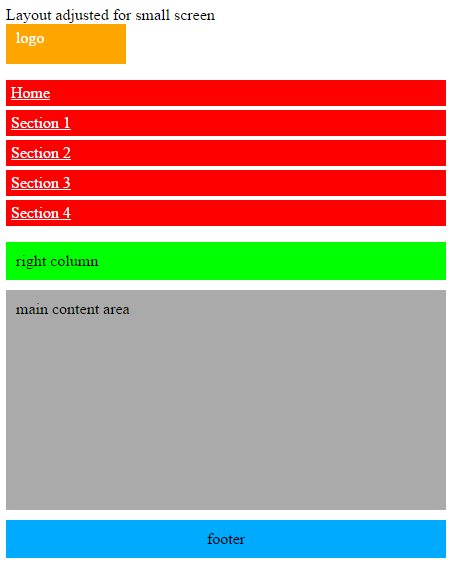 Layout adjusted for small screen
logo
Home
Section 1
Section 2
Section 3
Section 4
right column
main content area
footer